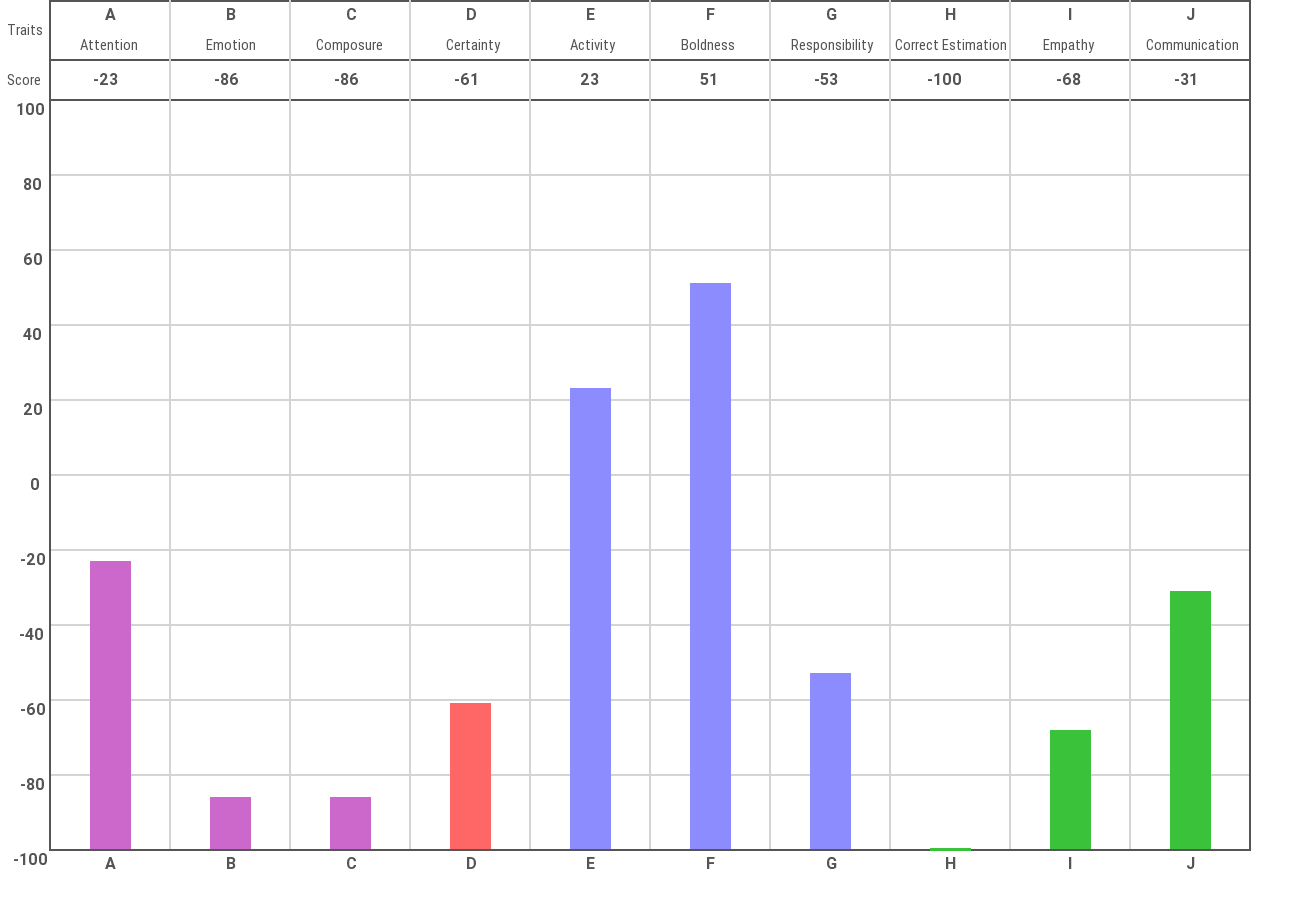 Traits A B C D E F G H I J
Attention Emotion Composure Certainty Activity Boldness Responsibility Correct Estimation Empathy Communication
Score -23 -86 -86 -61 23 51 -53 -100 -68 -31
100
80
60
40
20
0
-20
-40
-60
-80
-100
A B C D E F G H I J